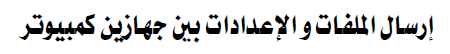 إرسال الملفات و الإعدادات بين جهازين كمبيوتر